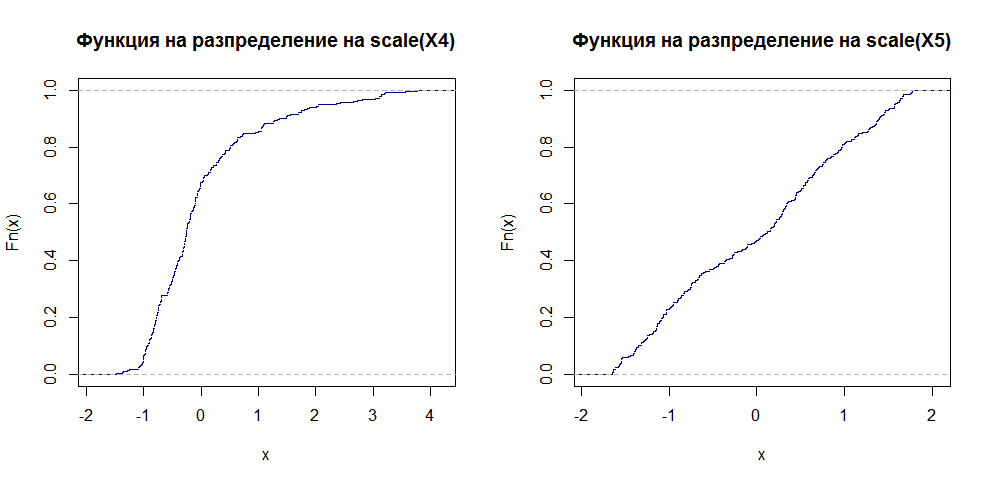 Функция на разпределение на scale(X4)
Fn(x)
1.0
0.8
0.6
0.4
0.2
0.0
-2 -1 0 1 2 3 4
x
Функция на разпределение на scale(X5)
Fn(x)
1.0
0.8
0.6
0.4
0.2
0.0
-2 -1 0 1 2
x